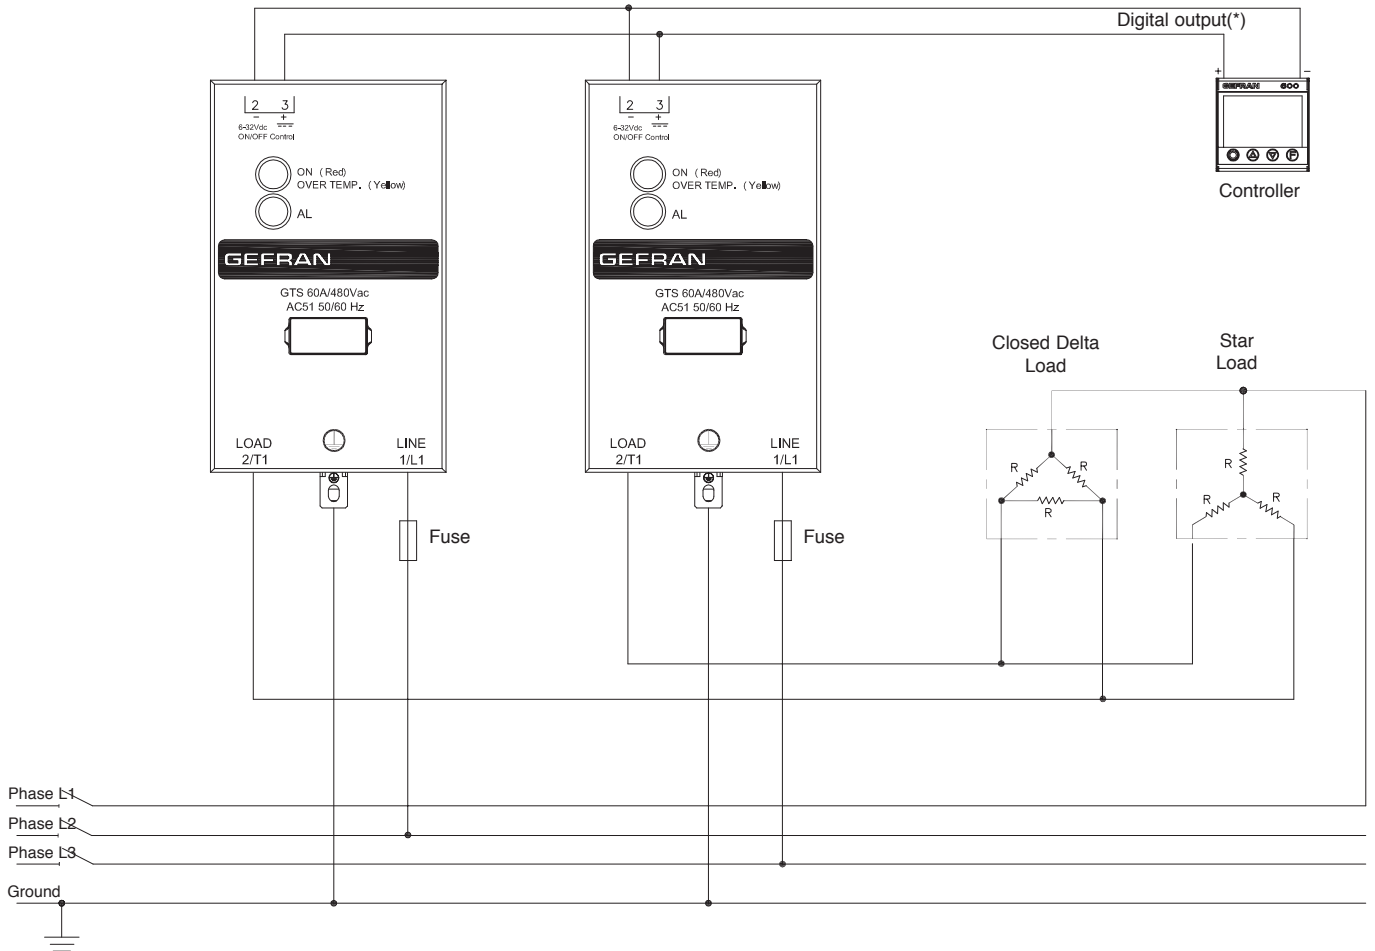 Digital output(*)
+ –
GEFRAN 600
F
Controller
2 3
– +
6-32Vdc
ON/OFF Control
ON (Red)
OVER TEMP. (Yellow)
AL
GEFRAN
GTS 60A/480Vac
AC51 50/60 Hz
LOAD
2/T1
LINE
1/L1
Fuse
2 3
– +
6-32Vdc
ON/OFF Control
ON (Red)
OVER TEMP. (Yellow)
AL
GEFRAN
GTS 60A/480Vac
AC51 50/60 Hz
LOAD
2/T1
LINE
1/L1
Fuse
Closed Delta
Load
R R
R
Star
Load
R
R R
Phase L1
Phase L2
Phase L3
Ground